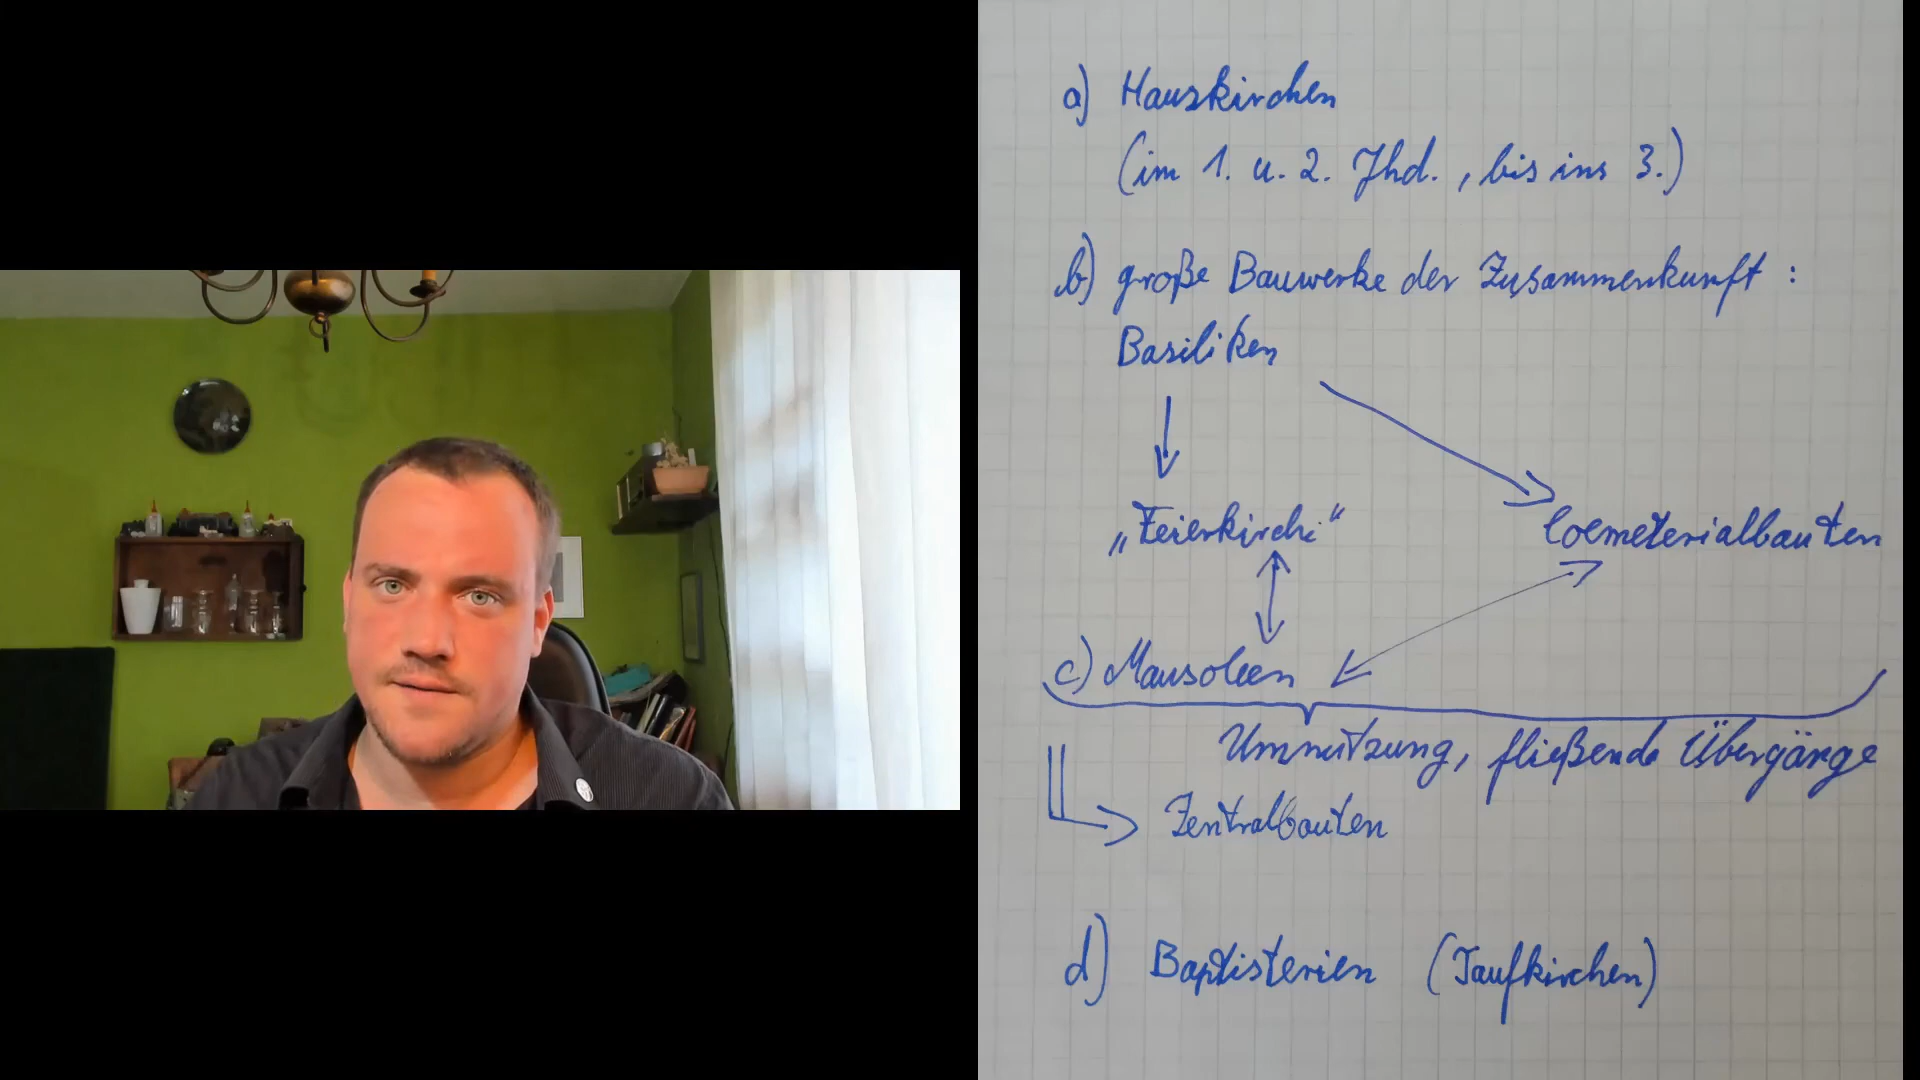 a) Hauskirchen
(im 1. u. 2. Jhd., bis ins 3.)
b) große Bauwerke der Zusammenkunft:
Basiliken
„Feierkirche“
Coemeterialbauten
c) Mausoleen
Umnutzung, fließende Übergänge
Zentralbauten
d) Baptisterien (Taufkirchen)